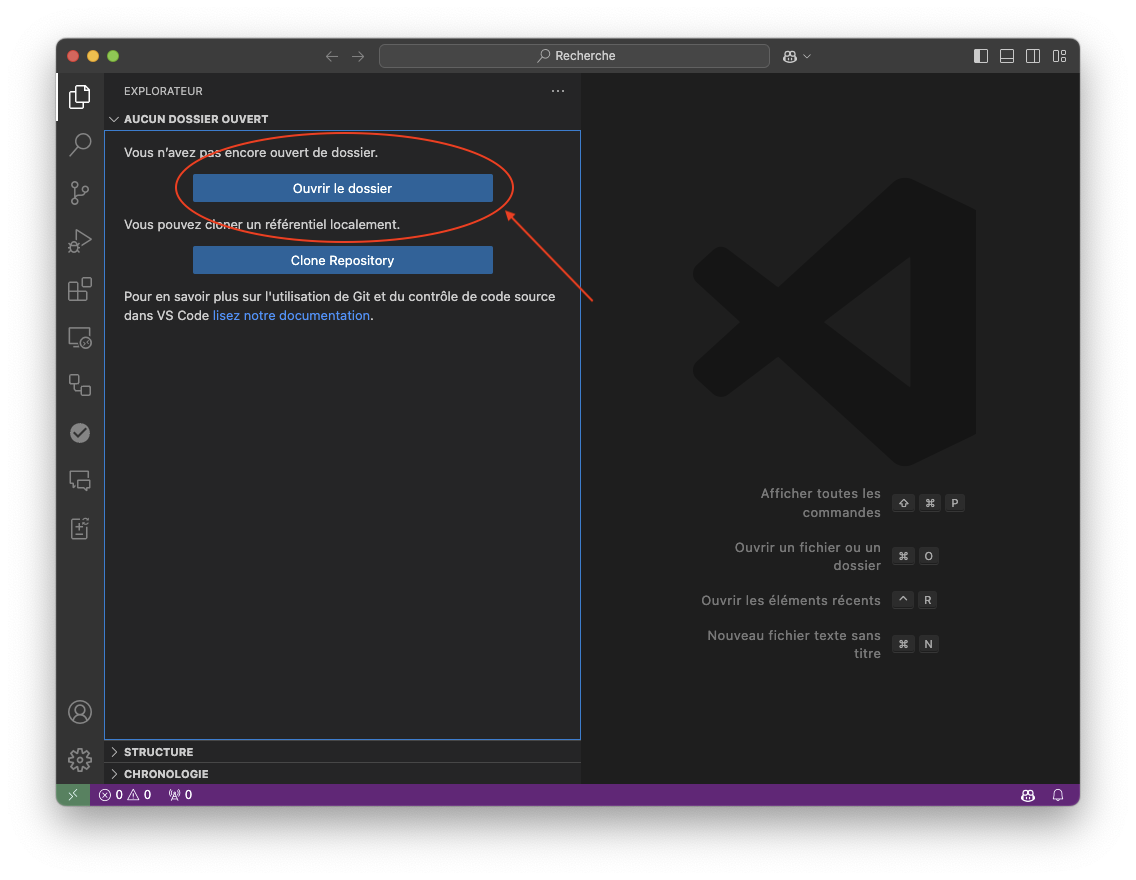 Recherche
EXPLORATEUR
AUCUN DOSSIER OUVERT
Vous n'avez pas encore ouvert de dossier.
Ouvrir le dossier
Vous pouvez cloner un référentiel localement.
Clone Repository
Pour en savoir plus sur l'utilisation de Git et du contrôle de code source
dans VS Code lisez notre documentation.
Afficher toutes les
commandes
⇧ ⌘ P
Ouvrir un fichier ou un
dossier
⌘ O
Ouvrir les éléments récents ^ R
Nouveau fichier texte sans
titre
⌘ N
STRUCTURE
CHRONOLOGIE
0 0 0